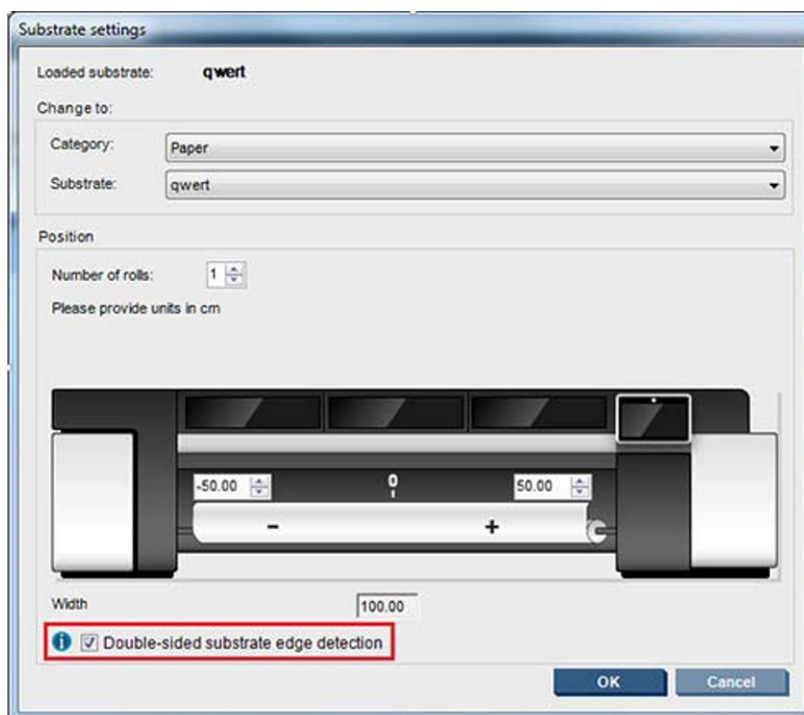 Substrate settings
Loaded substrate: qwert
Change to:
Category: Paper
Substrate: qwert
Position
Number of rolls: 1
Please provide units in cm
-50.00 0 50.00
- +
Width 100.00
Double-sided substrate edge detection
OK Cancel